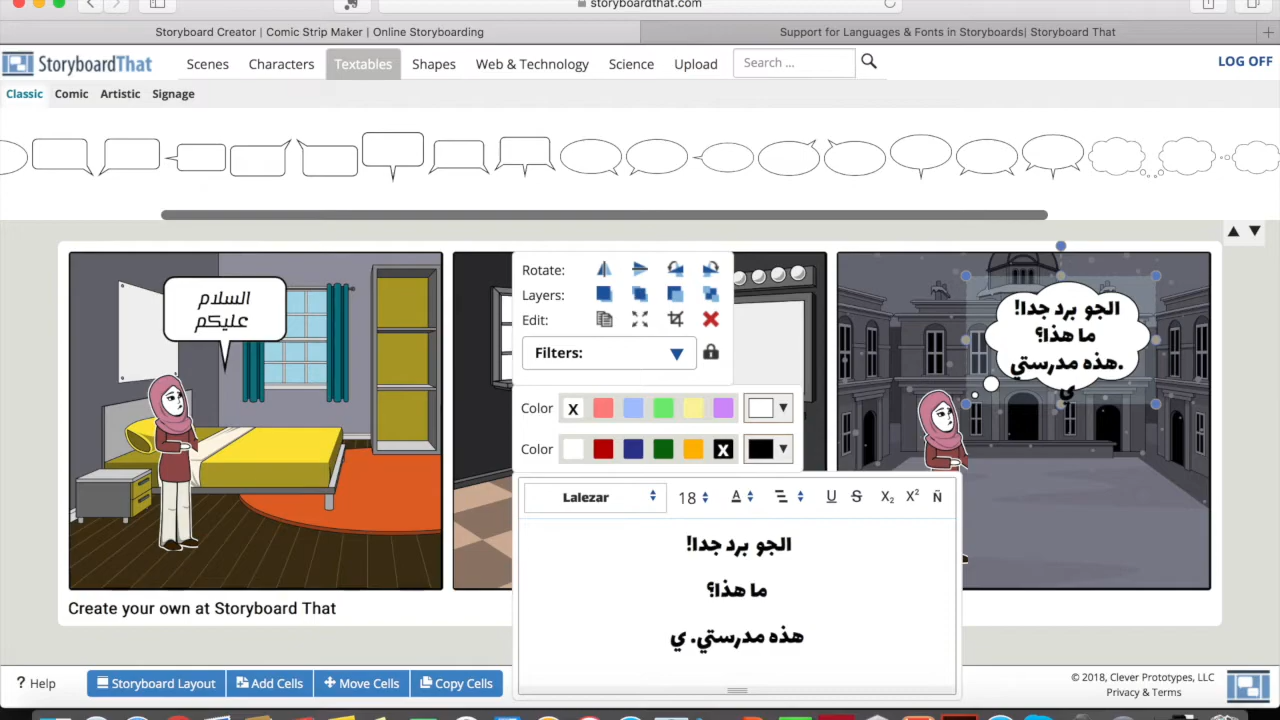 storyboardthat.com
Storyboard Creator | Comic Strip Maker | Online Storyboarding
Support for Languages & Fonts in Storyboards| Storyboard That
StoryboardThat
Scenes
Characters
Textables
Shapes
Web & Technology
Science
Upload
Search ...
LOG OFF
Classic
Comic
Artistic
Signage
السلام
عليكم
Rotate:
Layers:
Edit:
Filters:
Color
X
Color
X
الجو برد جدا!
ما هذا؟
هذه مدرستي.
ي
Lalezar
18
A
U
S
X₂
X²
Ñ
الجو برد جدا!
ما هذا؟
هذه مدرستي. ي
Create your own at Storyboard That
? Help
Storyboard Layout
Add Cells
Move Cells
Copy Cells
© 2018, Clever Prototypes, LLC
Privacy & Terms